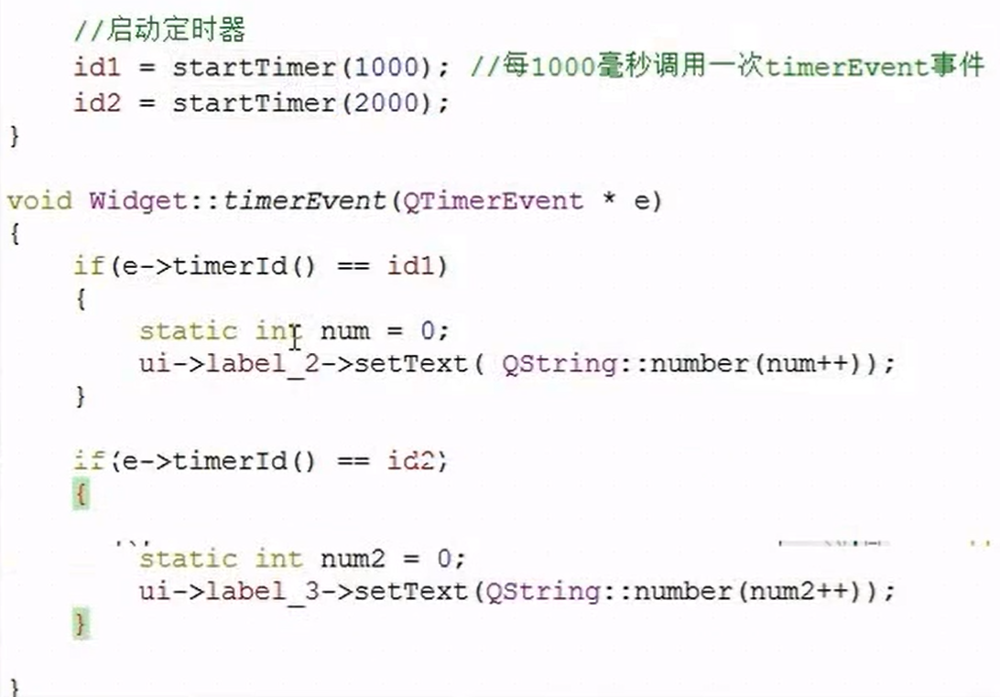 //启动定时器
id1 = startTimer(1000); //每1000毫秒调用一次timerEvent事件
id2 = startTimer(2000);
}
void Widget::timerEvent(QTimerEvent * e)
{
if(e->timerId() == id1)
{
static int num = 0;
ui->label_2->setText( QString::number(num++));
}
if(e->timerId() == id2)
{
static int num2 = 0;
ui->label_3->setText(QString::number(num2++));
}
}